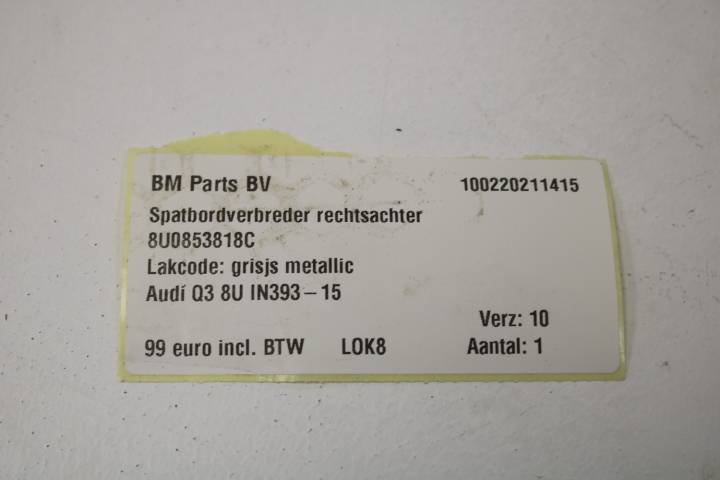 BM Parts BV 100220211415
Spatbordverbreder rechtsachter
8U0853818C
Lakcode: grisjs metallic
Audí Q3 8U IN393–15
Verz: 10
99 euro incl. BTW LOK8 Aantal: 1